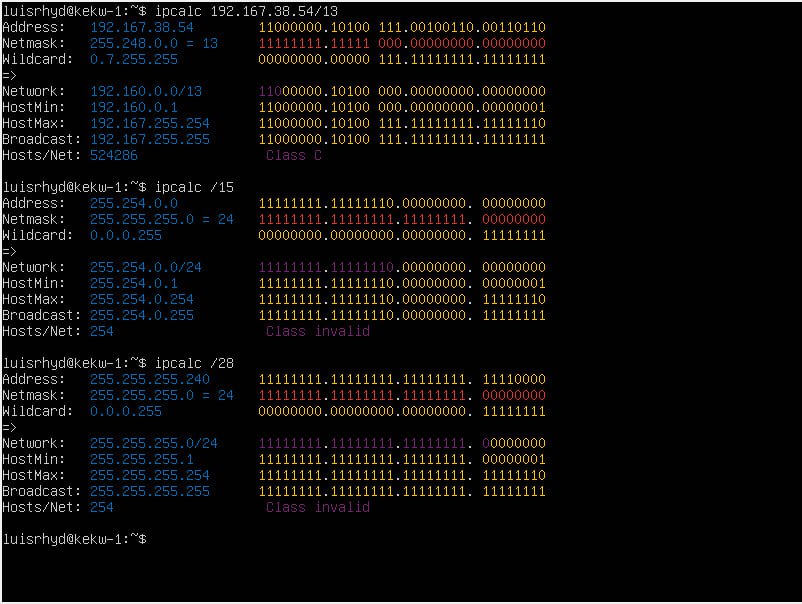 luisrhyd@kekw-1:~$ ipcalc 192.167.38.54/13
Address:   192.167.38.54        11000000.10100 111.00100110.00110110
Netmask:   255.248.0.0 = 13     11111111.11111 000.00000000.00000000
Wildcard:  0.7.255.255          00000000.00000 111.11111111.11111111
=>
Network:   192.160.0.0/13       11000000.10100 000.00000000.00000000
HostMin:   192.160.0.1          11000000.10100 000.00000000.00000001
HostMax:   192.167.255.254      11000000.10100 111.11111111.11111110
Broadcast: 192.167.255.255      11000000.10100 111.11111111.11111111
Hosts/Net: 524286                Class C
luisrhyd@kekw-1:~$ ipcalc /15
Address:   255.254.0.0          11111111.11111110.00000000. 00000000
Netmask:   255.255.255.0 = 24   11111111.11111111.11111111. 00000000
Wildcard:  0.0.0.255            00000000.00000000.00000000. 11111111
=>
Network:   255.254.0.0/24       11111111.11111110.00000000. 00000000
HostMin:   255.254.0.1          11111111.11111110.00000000. 00000001
HostMax:   255.254.0.254        11111111.11111110.00000000. 11111110
Broadcast: 255.254.0.255        11111111.11111110.00000000. 11111111
Hosts/Net: 254                   Class invalid
luisrhyd@kekw-1:~$ ipcalc /28
Address:   255.255.255.240      11111111.11111111.11111111. 11110000
Netmask:   255.255.255.0 = 24   11111111.11111111.11111111. 00000000
Wildcard:  0.0.0.255            00000000.00000000.00000000. 11111111
=>
Network:   255.255.255.0/24     11111111.11111111.11111111. 00000000
HostMin:   255.255.255.1        11111111.11111111.11111111. 00000001
HostMax:   255.255.255.254      11111111.11111111.11111111. 11111110
Broadcast: 255.255.255.255      11111111.11111111.11111111. 11111111
Hosts/Net: 254                   Class invalid
luisrhyd@kekw-1:~$